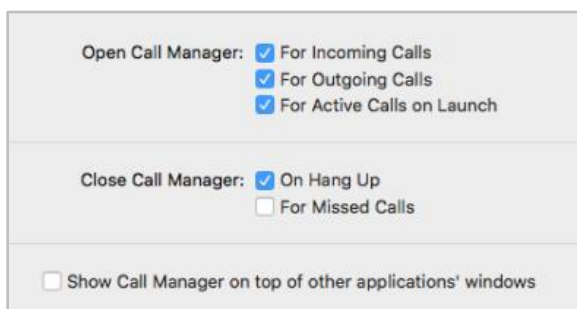 Open Call Manager: For Incoming Calls
For Outgoing Calls
For Active Calls on Launch
Close Call Manager: On Hang Up
For Missed Calls
Show Call Manager on top of other applications' windows